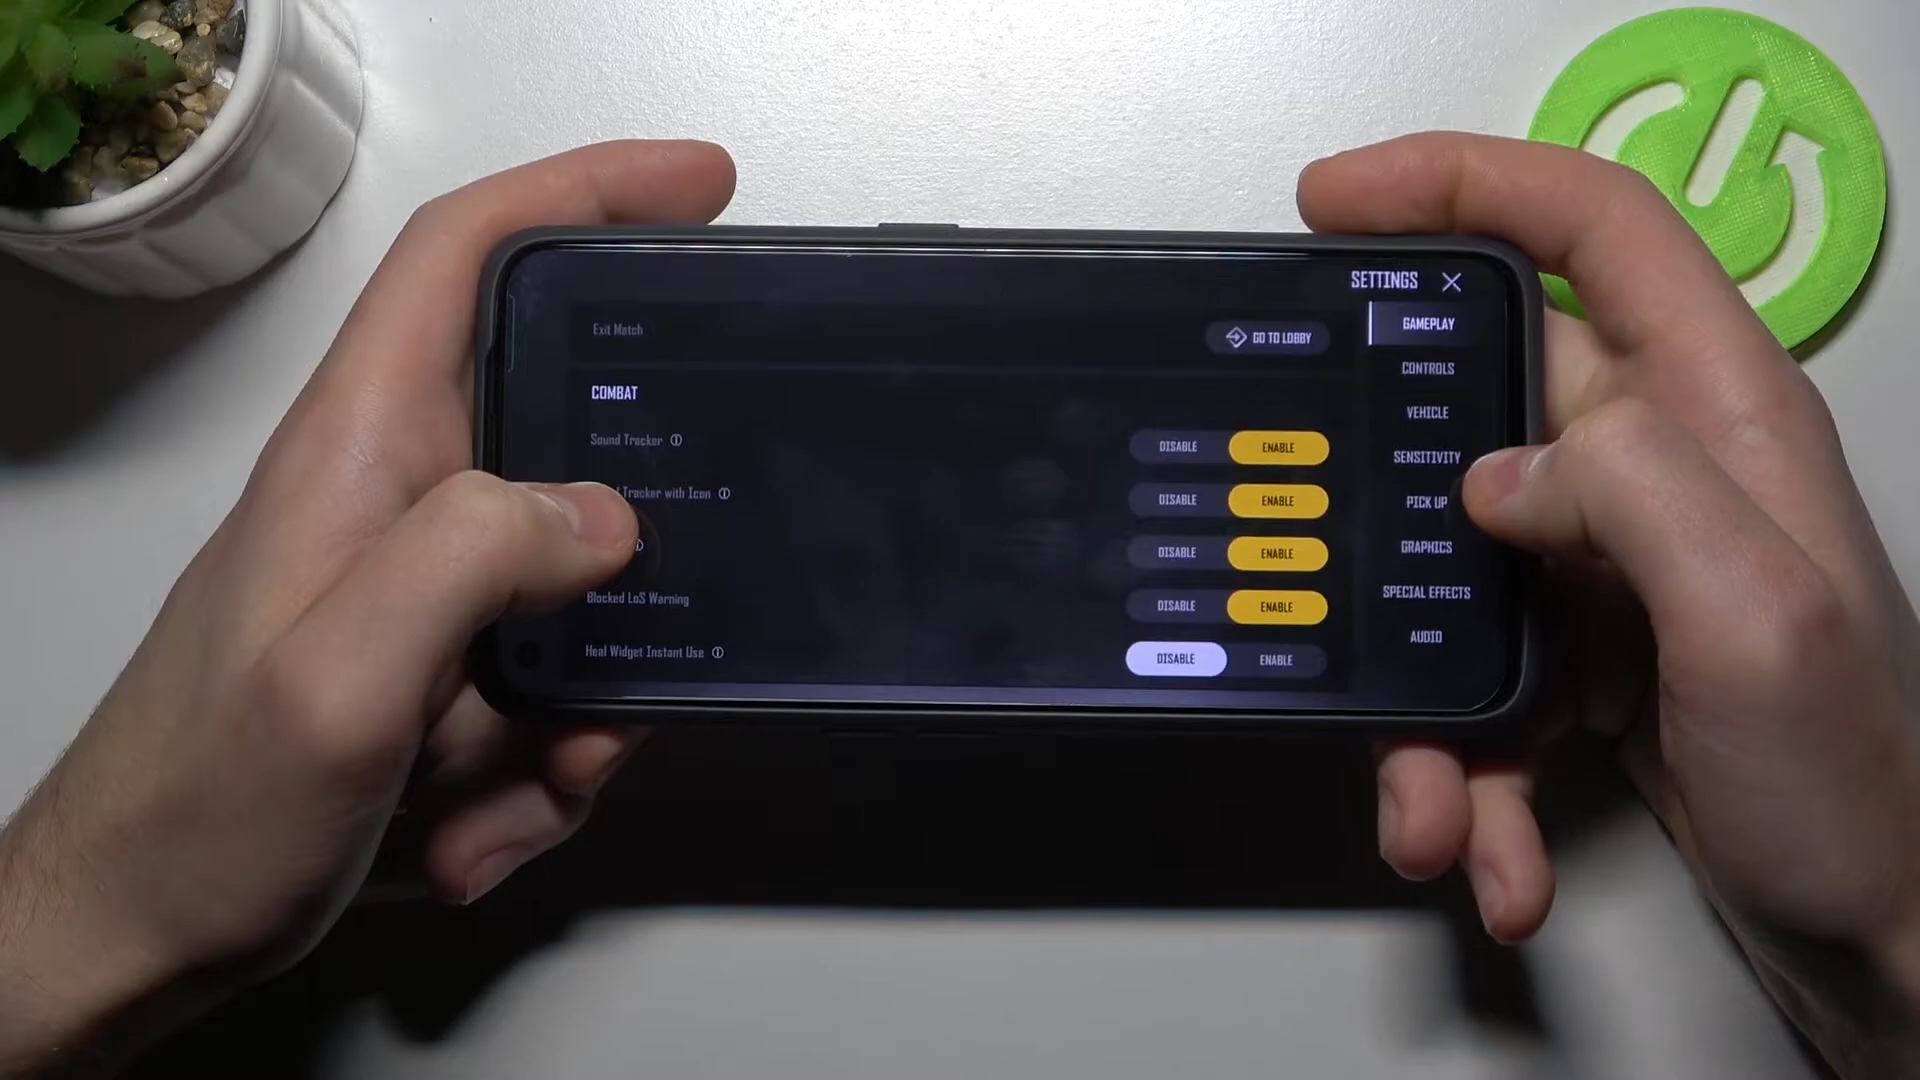 SETTINGS
Exit Match
GO TO LOBBY
COMBAT
Sound Tracker
DISABLE ENABLE
Tracker with Icon
DISABLE ENABLE
DISABLE ENABLE
Blocked LoS Warning
DISABLE ENABLE
Heal Widget Instant Use
DISABLE ENABLE
GAMEPLAY
CONTROLS
VEHICLE
SENSITIVITY
PICK UP
GRAPHICS
SPECIAL EFFECTS
AUDIO